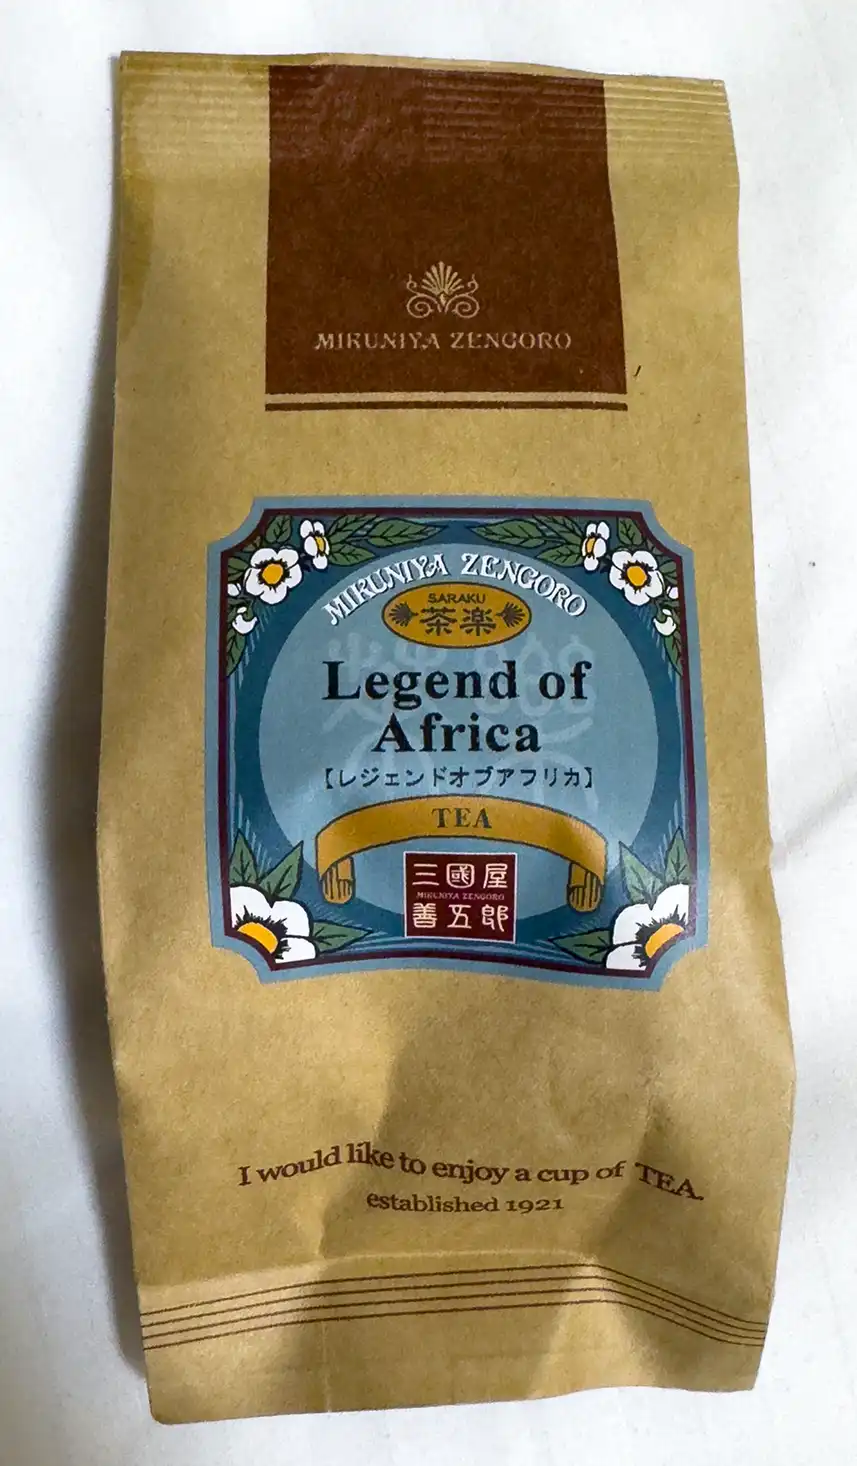 MIKUNIYA ZENGORO
MIKUNIYA ZENGORO
SARAKU
茶楽
Legend of
Africa
【レジェンドオブアフリカ】
TEA
三國屋
MIKUNIYA ZENGORO
善五郎
I would like to enjoy a cup of TEA.
established 1921